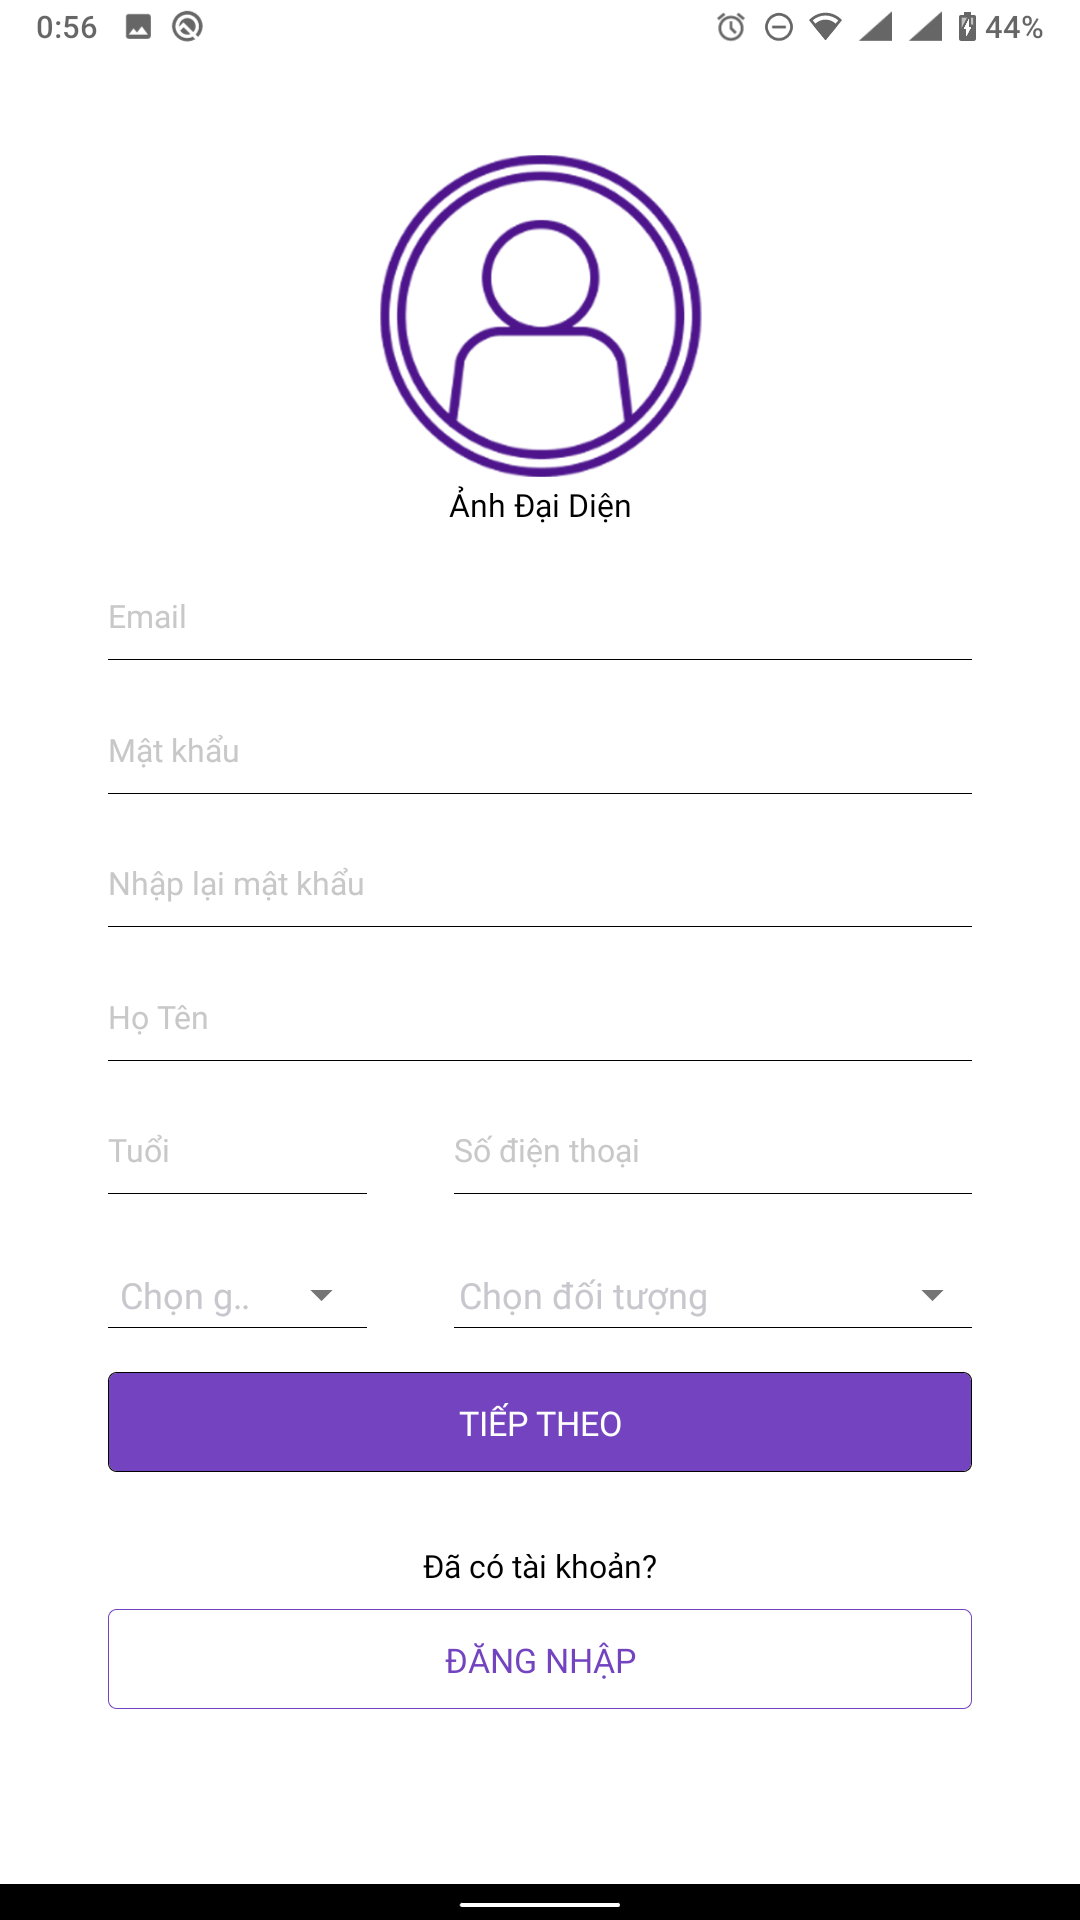 0:56 44%
Ảnh Đại Diện
Email
Mật khẩu
Nhập lại mật khẩu
Họ Tên
Tuổi Số điện thoại
Chọn g.. Chọn đối tượng
TIẾP THEO
Đã có tài khoản?
ĐĂNG NHẬP